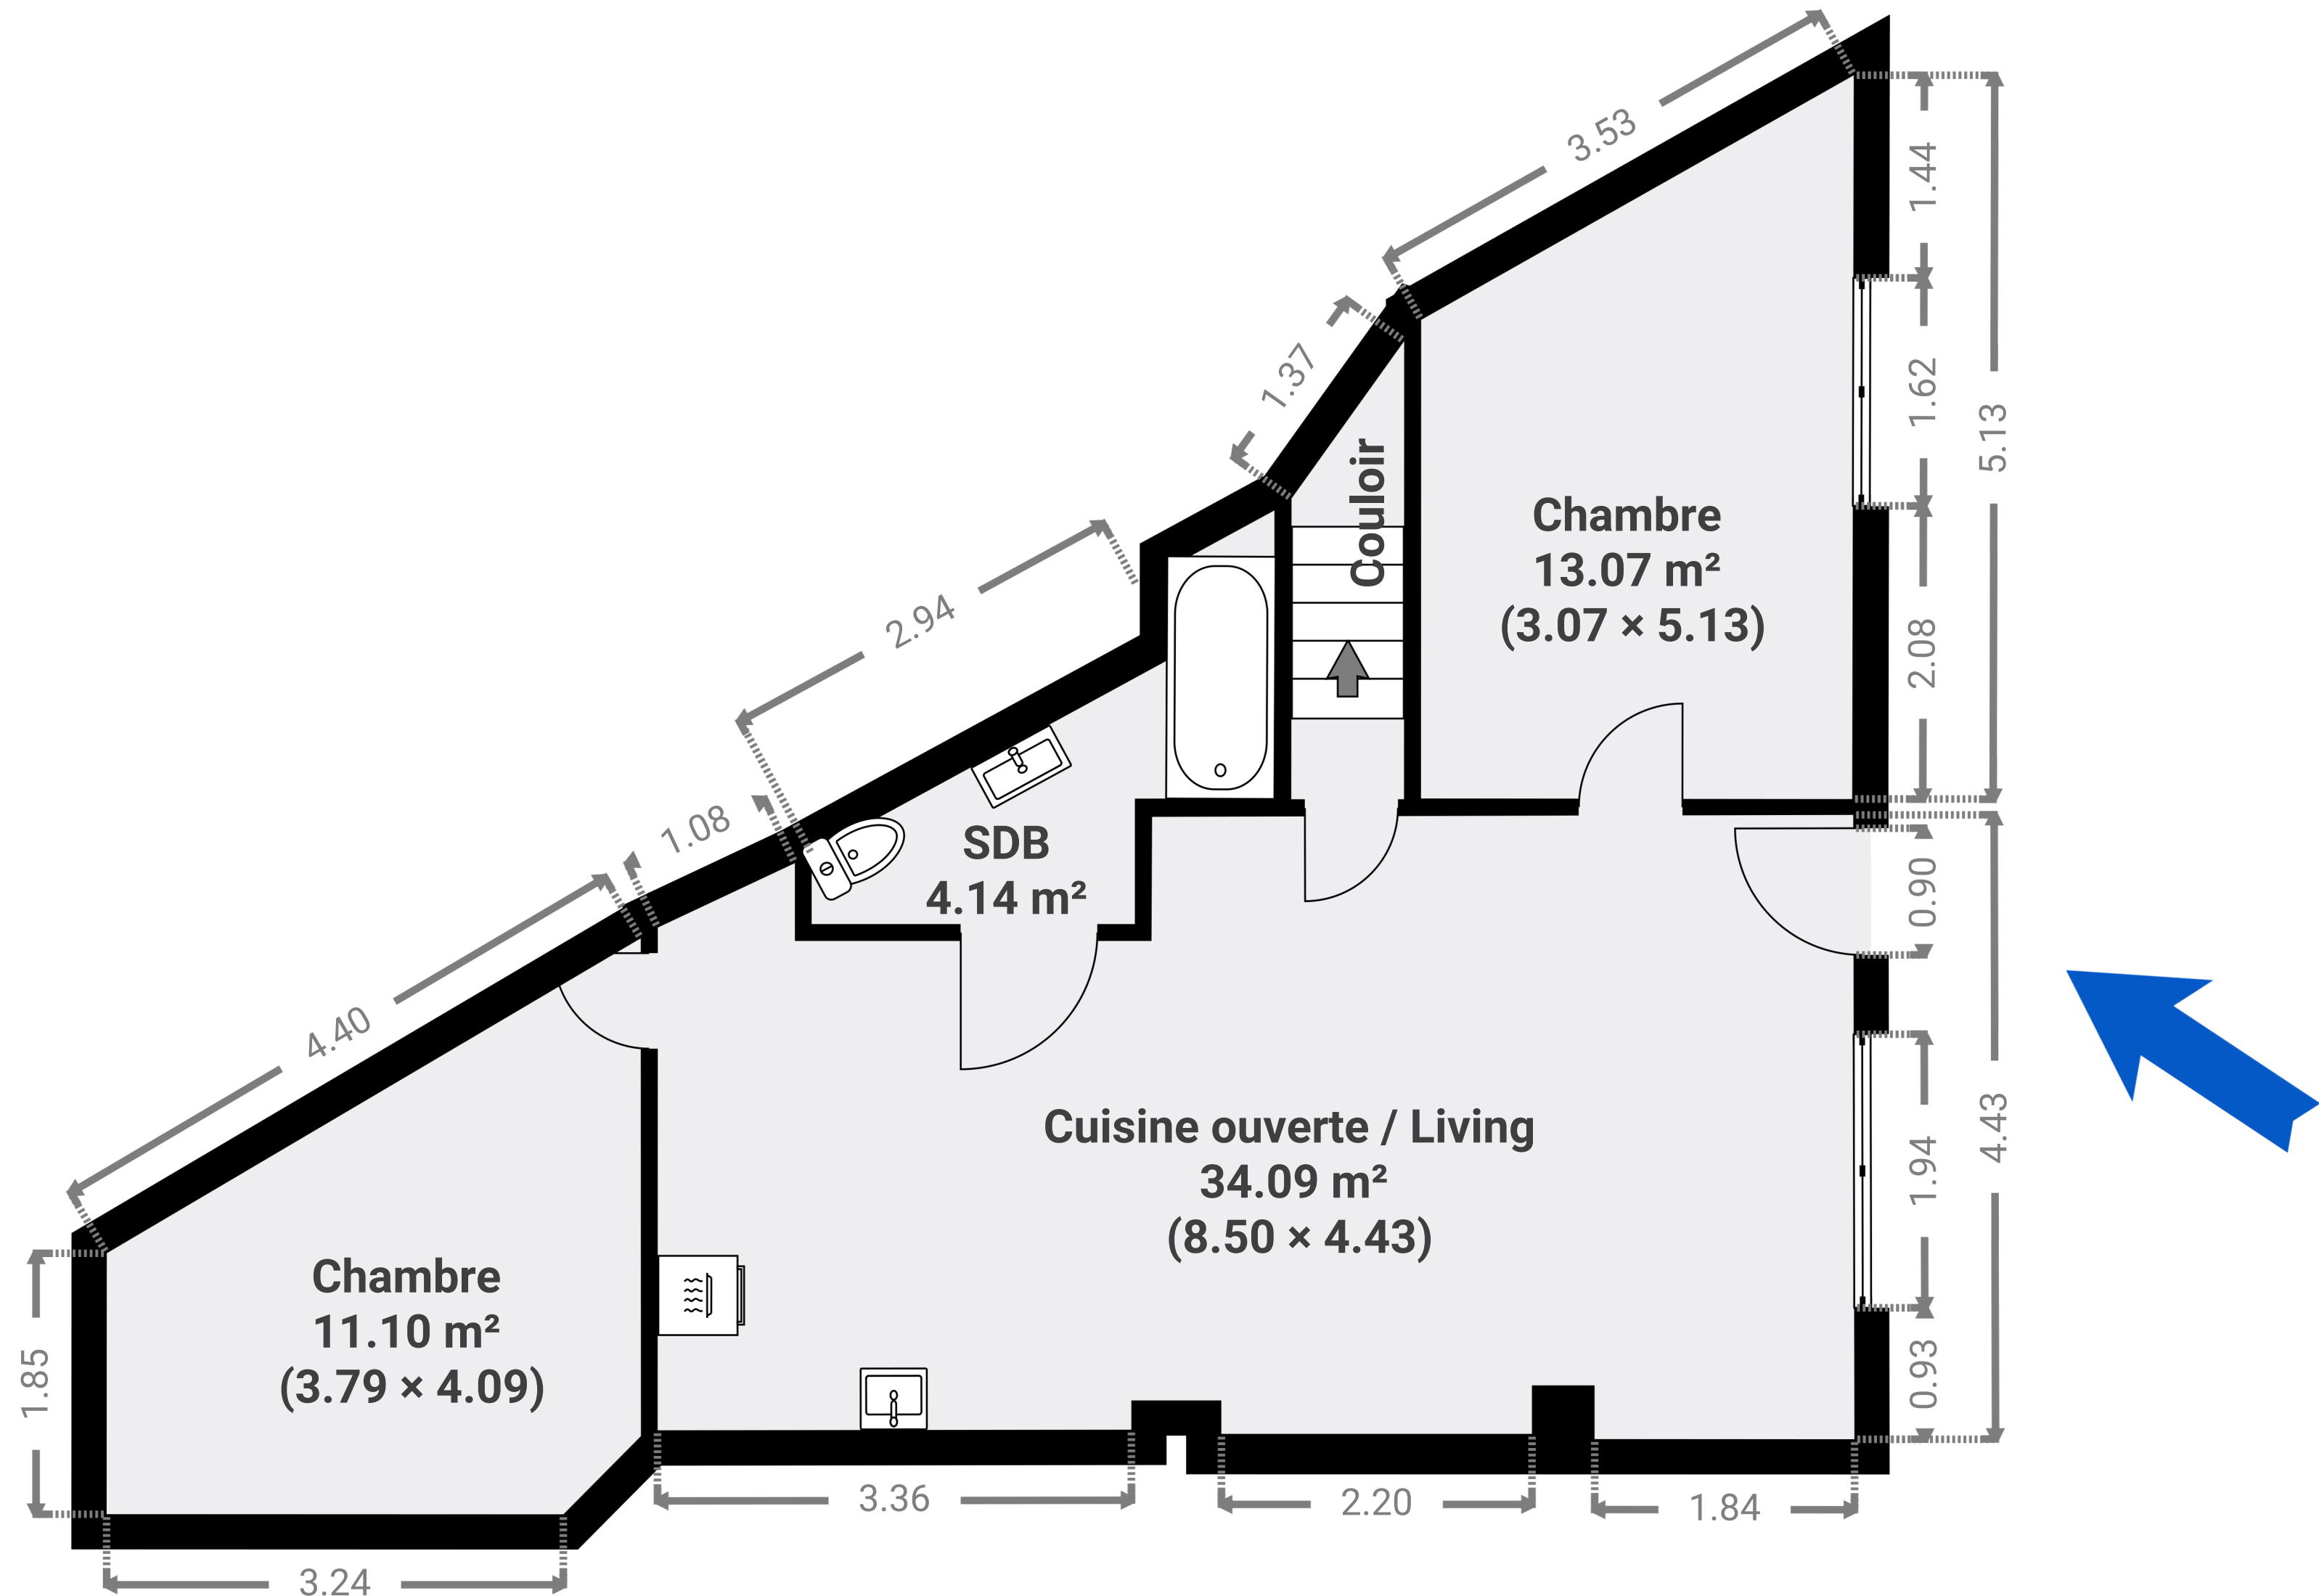 3.53
1.44
1.62
5.13
1.37
Couloir
Chambre
13.07 m²
(3.07 × 5.13)
2.08
2.94
1.08
SDB
4.14 m²
0.90
4.40
4.43
Cuisine ouverte / Living
34.09 m²
(8.50 × 4.43)
1.94
Chambre
11.10 m²
(3.79 × 4.09)
1.85
0.93
3.36
2.20
1.84
3.24